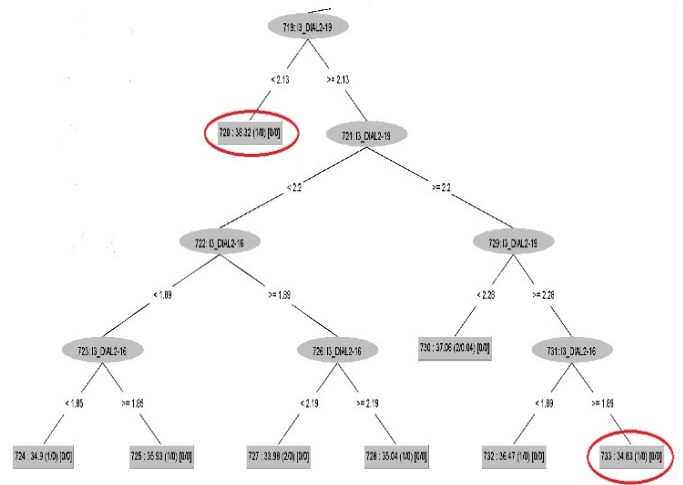 719: I3_DIAL2-19
< 2.13
>= 2.13
720 : 38.32 (1/0) [0/0]
721: I3_DIAL2-19
< 2.2
>= 2.2
722: I3_DIAL2-16
729: I3_DIAL2-19
< 1.89
>= 1.89
< 2.28
>= 2.28
723: I3_DIAL2-16
726: I3_DIAL2-16
730 : 37.06 (2/0.04) [0/0]
731: I3_DIAL2-16
< 1.85
>= 1.85
< 2.19
>= 2.19
< 1.89
>= 1.89
724 : 34.9 (1/0) [0/0]
725 : 35.93 (1/0) [0/0]
727 : 33.98 (2/0) [0/0]
728 : 35.04 (1/0) [0/0]
732 : 36.47 (1/0) [0/0]
733 : 34.63 (1/0) [0/0]